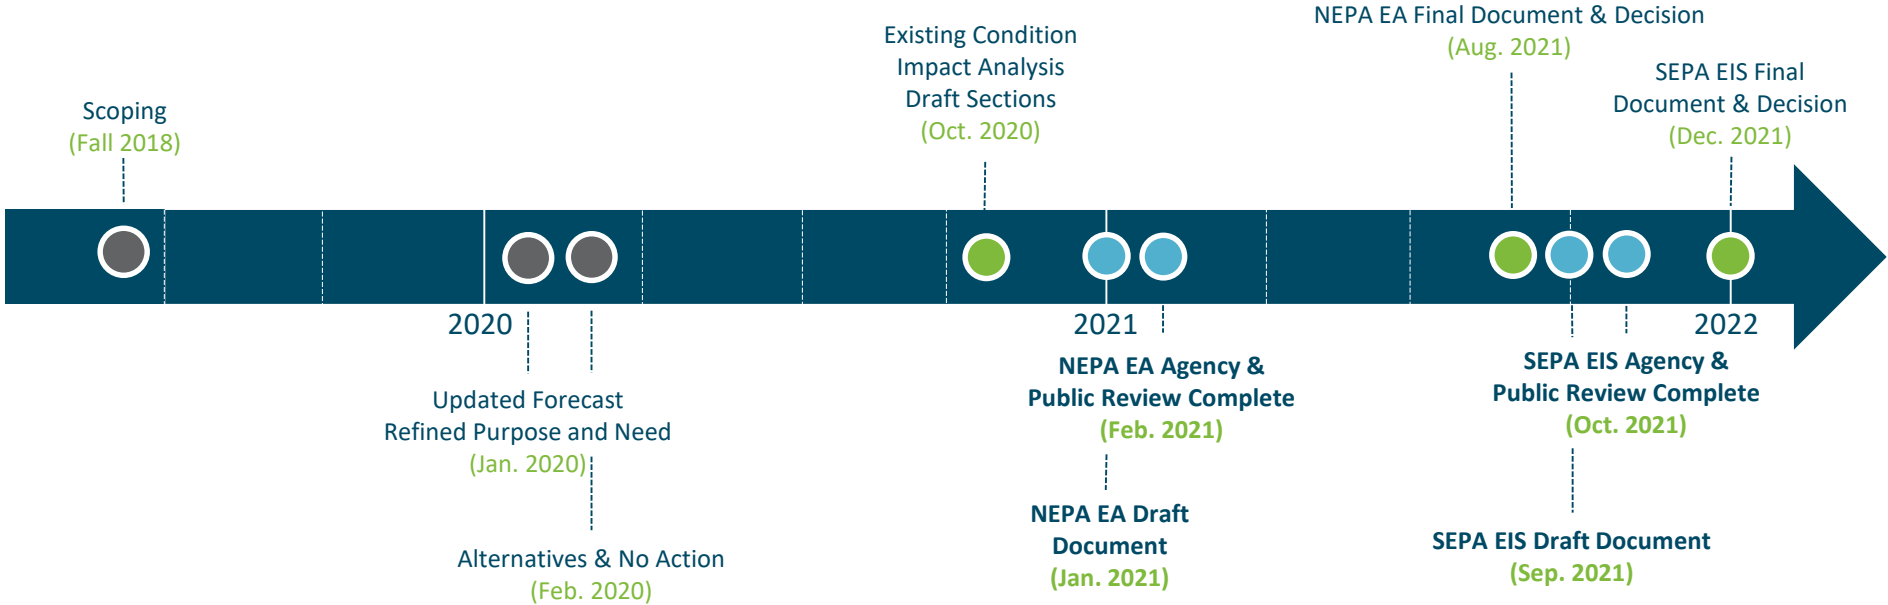 Scoping
(Fall 2018)
Existing Condition
Impact Analysis
Draft Sections
(Oct. 2020)
NEPA EA Final Document & Decision
(Aug. 2021)
SEPA EIS Final
Document & Decision
(Dec. 2021)
2020
2021
2022
Updated Forecast
Refined Purpose and Need
(Jan. 2020)
Alternatives & No Action
(Feb. 2020)
NEPA EA Agency &
Public Review Complete
(Feb. 2021)
NEPA EA Draft
Document
(Jan. 2021)
SEPA EIS Agency &
Public Review Complete
(Oct. 2021)
SEPA EIS Draft Document
(Sep. 2021)